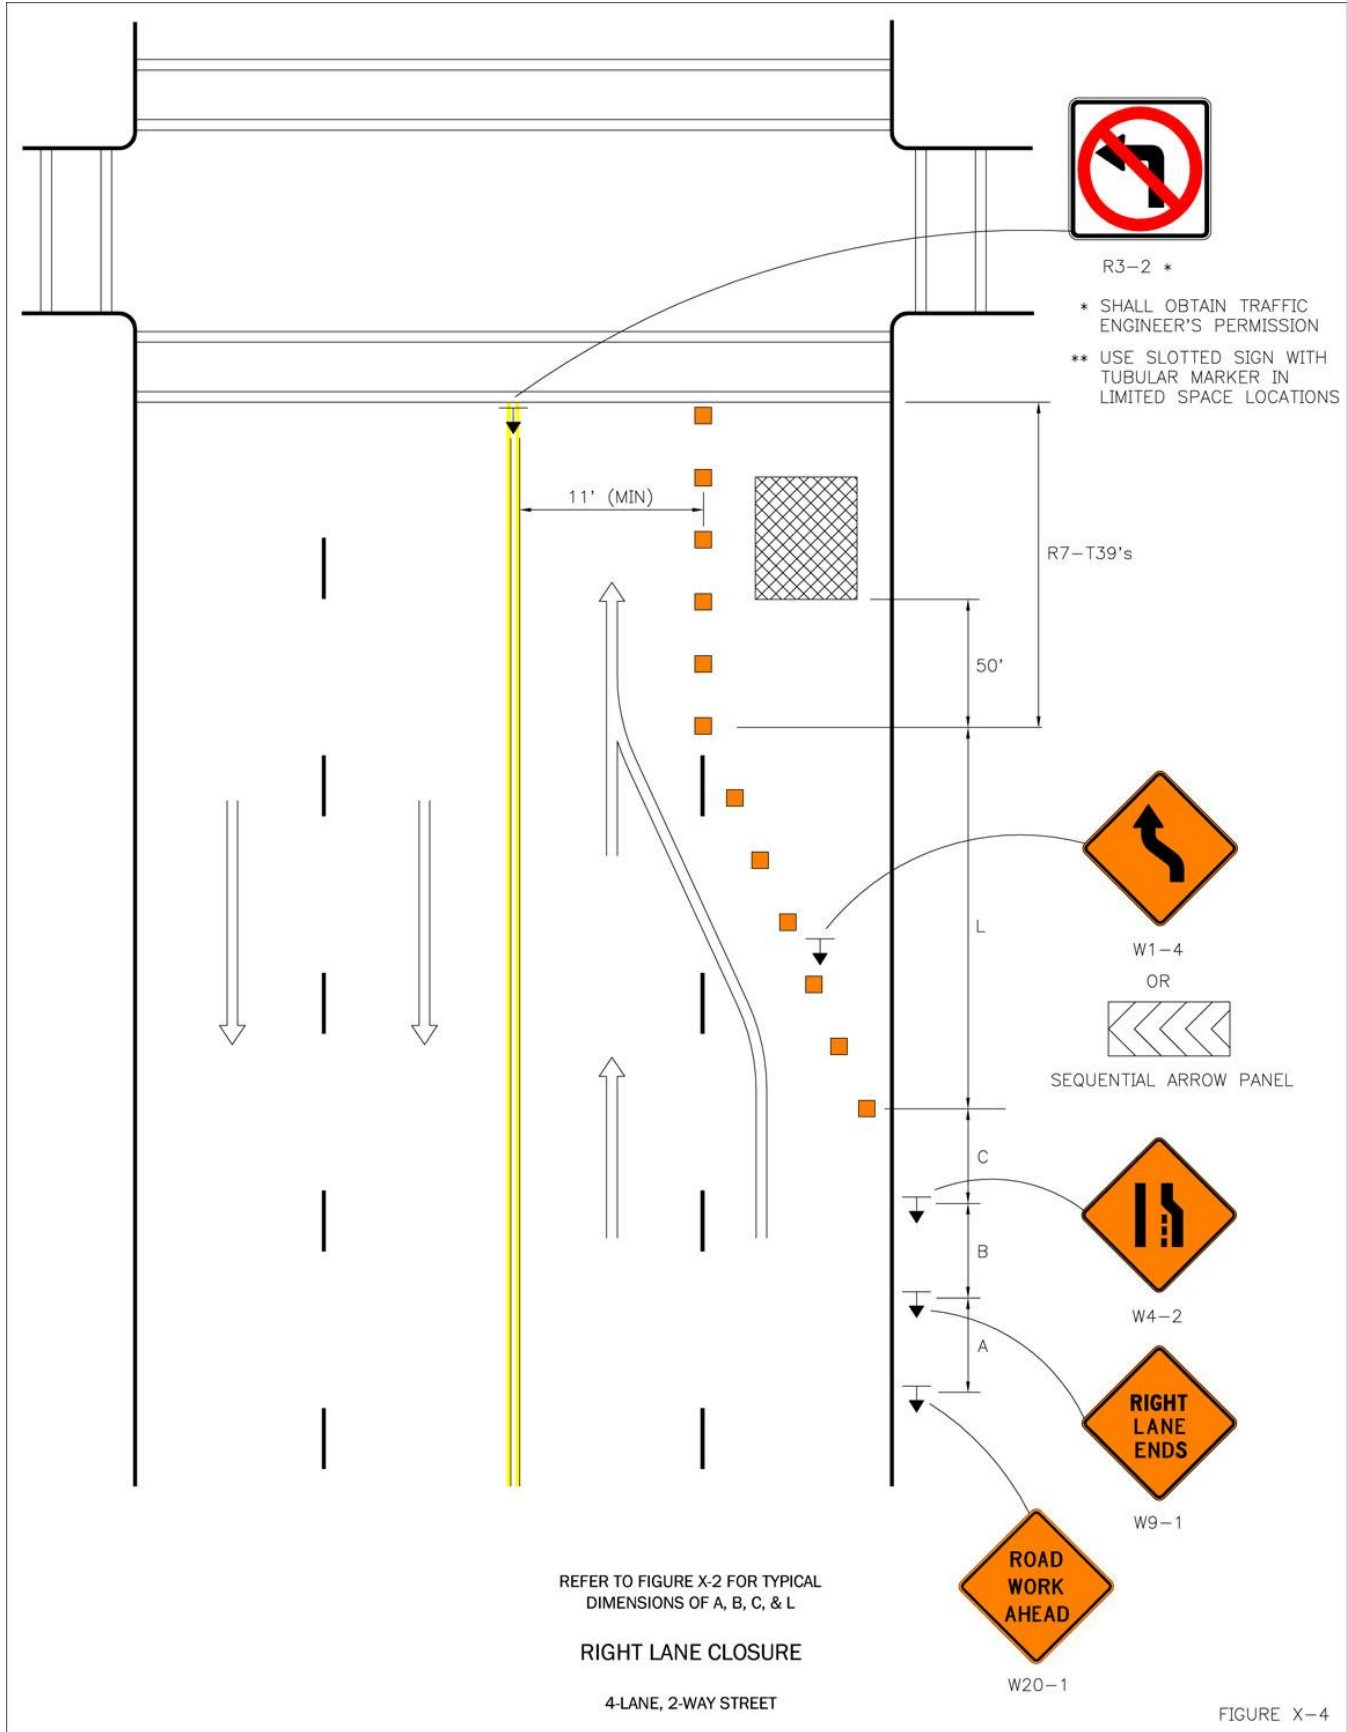 R3-2 *
* SHALL OBTAIN TRAFFIC
ENGINEER'S PERMISSION
** USE SLOTTED SIGN WITH
TUBULAR MARKER IN
LIMITED SPACE LOCATIONS
11' (MIN)
R7-T39's
50'
L
W1-4
OR
SEQUENTIAL ARROW PANEL
C
B
W4-2
A
RIGHT
LANE
ENDS
W9-1
ROAD
WORK
AHEAD
W20-1
REFER TO FIGURE X-2 FOR TYPICAL
DIMENSIONS OF A, B, C, & L
RIGHT LANE CLOSURE
4-LANE, 2-WAY STREET
FIGURE X-4